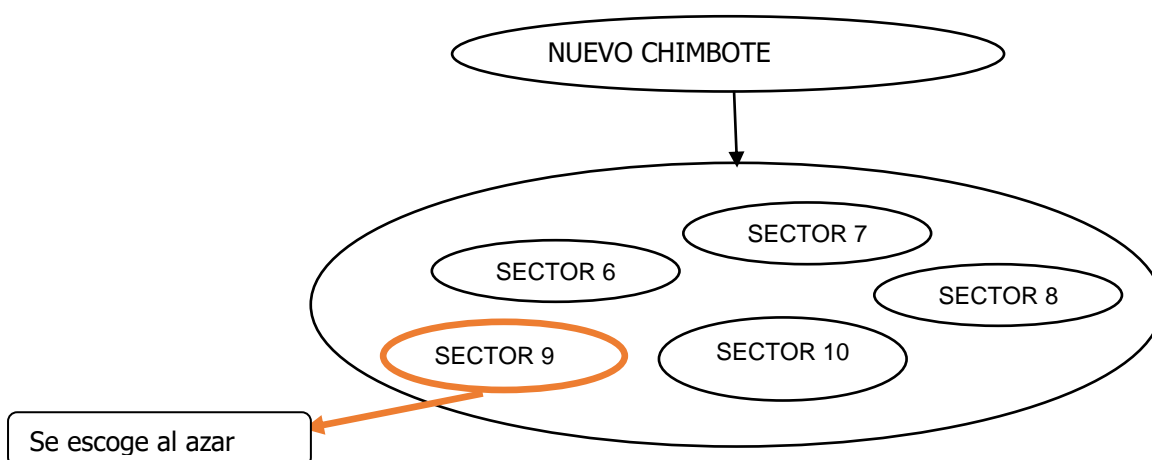 NUEVO CHIMBOTE
SECTOR 7
SECTOR 6
SECTOR 8
SECTOR 9
SECTOR 10
Se escoge al azar